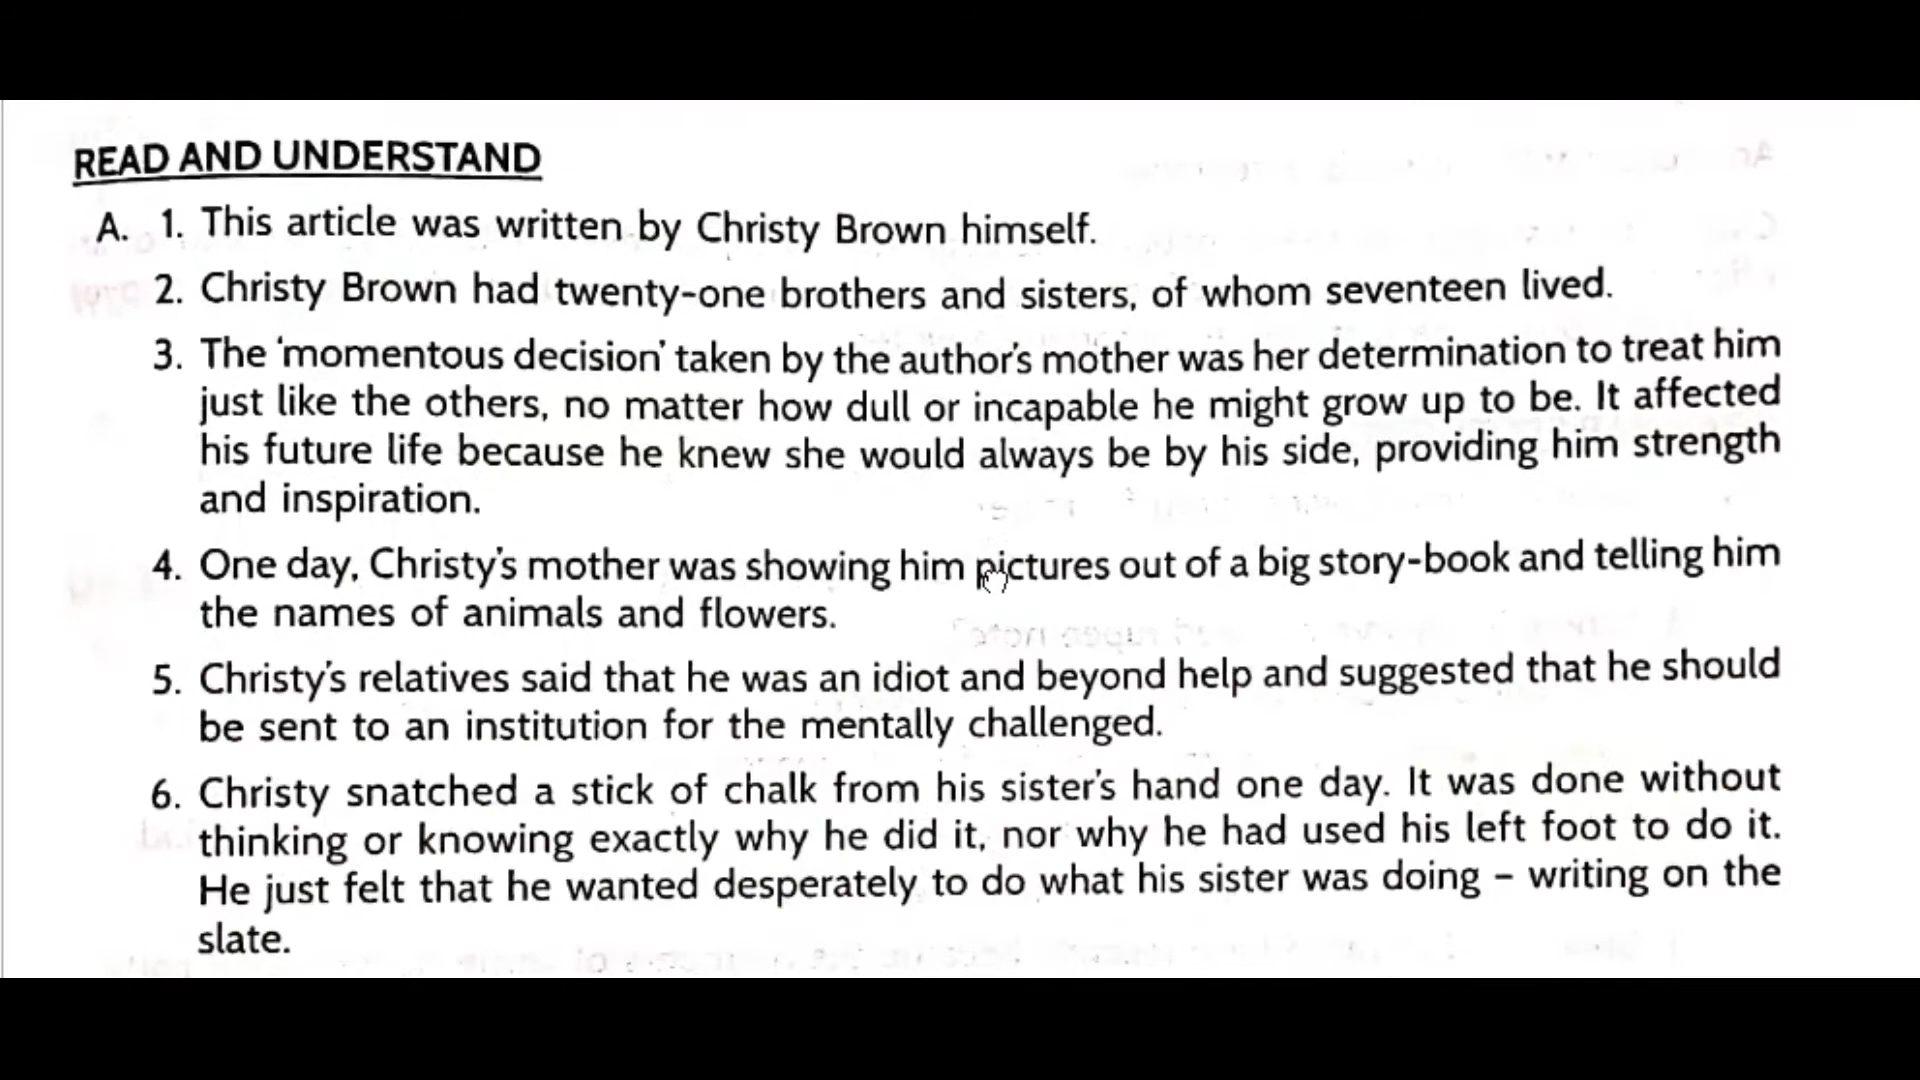 READ AND UNDERSTAND
A. 1. This article was written by Christy Brown himself.
2. Christy Brown had twenty-one brothers and sisters, of whom seventeen lived.
3. The ‘momentous decision’ taken by the author’s mother was her determination to treat him
just like the others, no matter how dull or incapable he might grow up to be. It affected
his future life because he knew she would always be by his side, providing him strength
and inspiration.
4. One day, Christy’s mother was showing him pictures out of a big story-book and telling him
the names of animals and flowers.
5. Christy’s relatives said that he was an idiot and beyond help and suggested that he should
be sent to an institution for the mentally challenged.
6. Christy snatched a stick of chalk from his sister’s hand one day. It was done without
thinking or knowing exactly why he did it, nor why he had used his left foot to do it.
He just felt that he wanted desperately to do what his sister was doing – writing on the
slate.